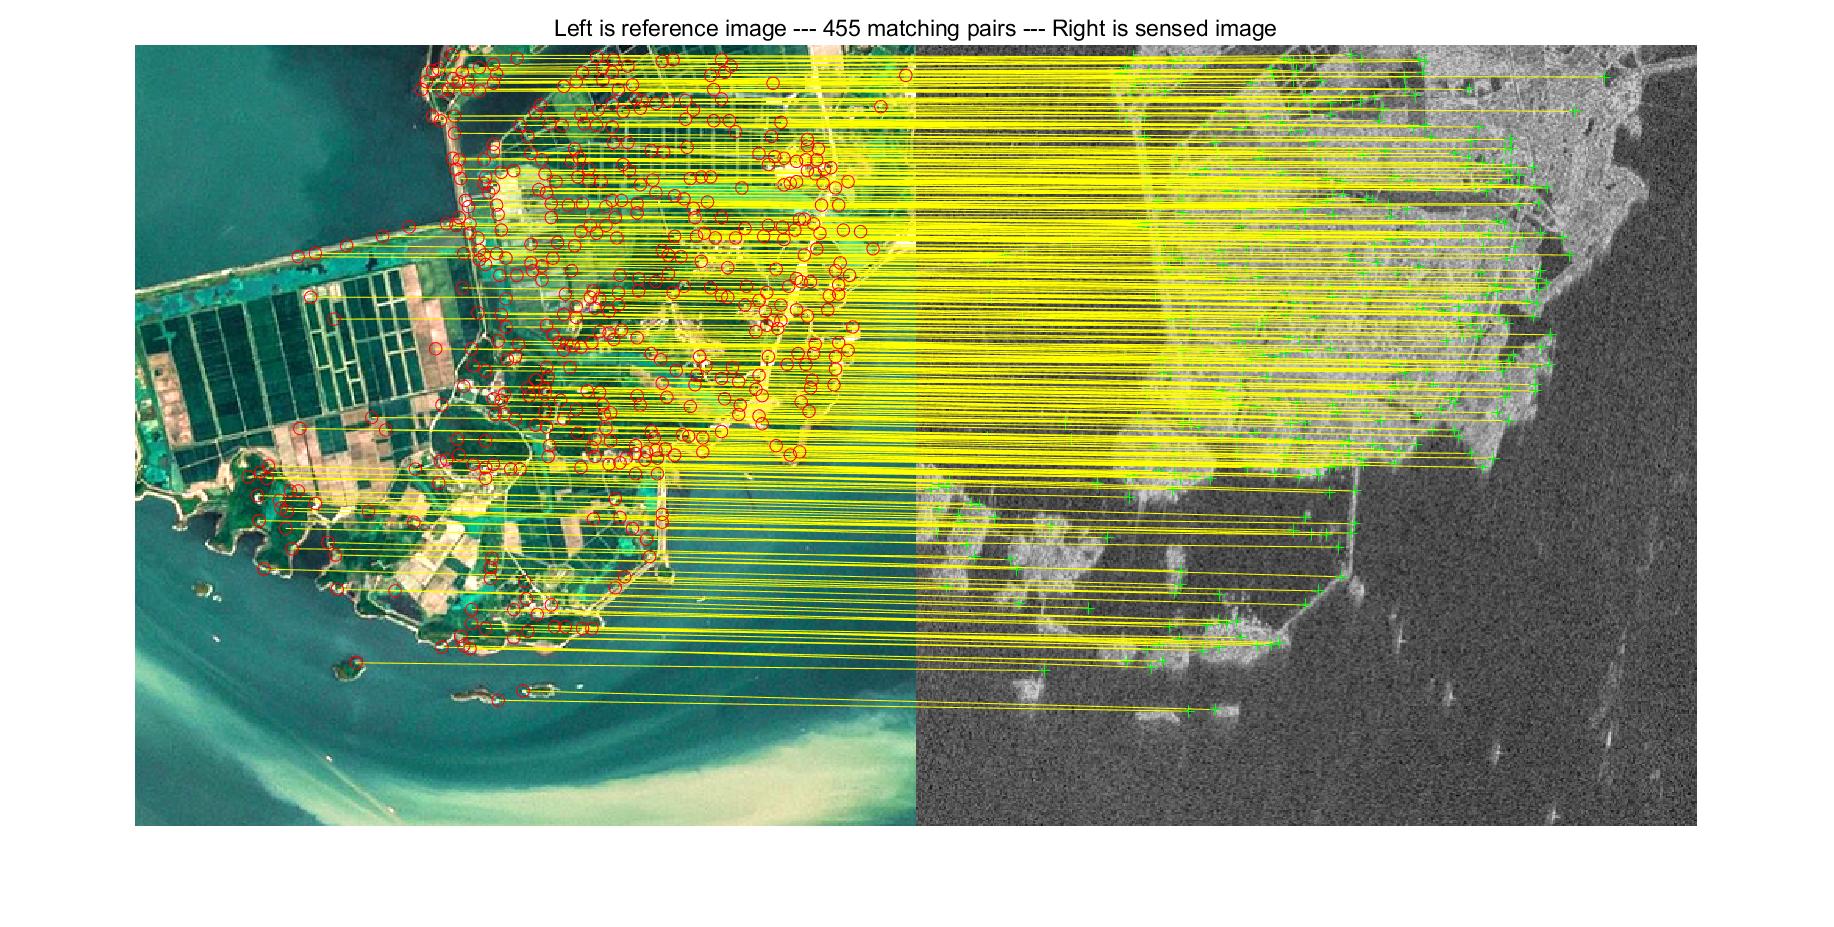 Left is reference image --- 455 matching pairs --- Right is sensed image